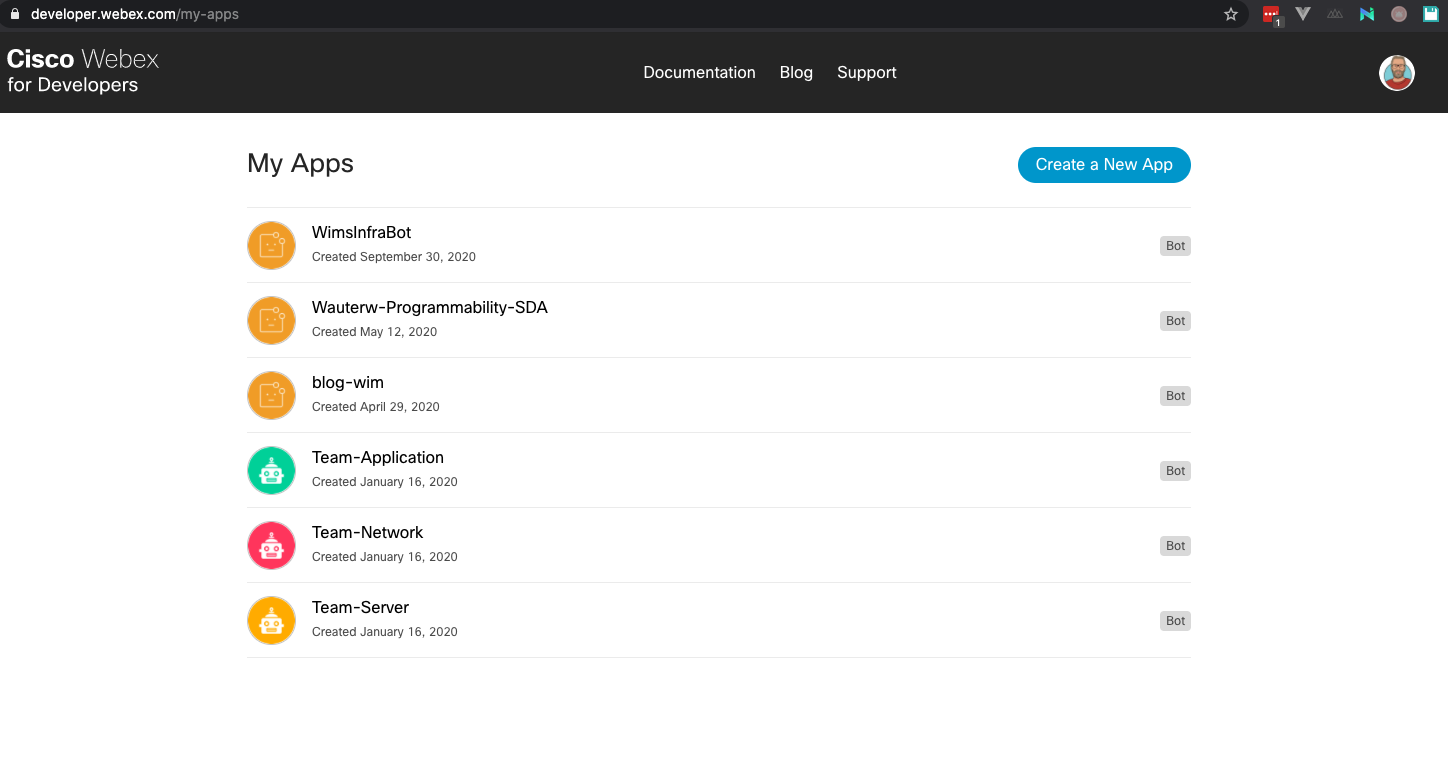 developer.webex.com/my-apps
1
Cisco Webex
for Developers
Documentation Blog Support
My Apps
Create a New App
WimsInfraBot
Created September 30, 2020
Bot
Wauterw-Programmability-SDA
Created May 12, 2020
Bot
blog-wim
Created April 29, 2020
Bot
Team-Application
Created January 16, 2020
Bot
Team-Network
Created January 16, 2020
Bot
Team-Server
Created January 16, 2020
Bot